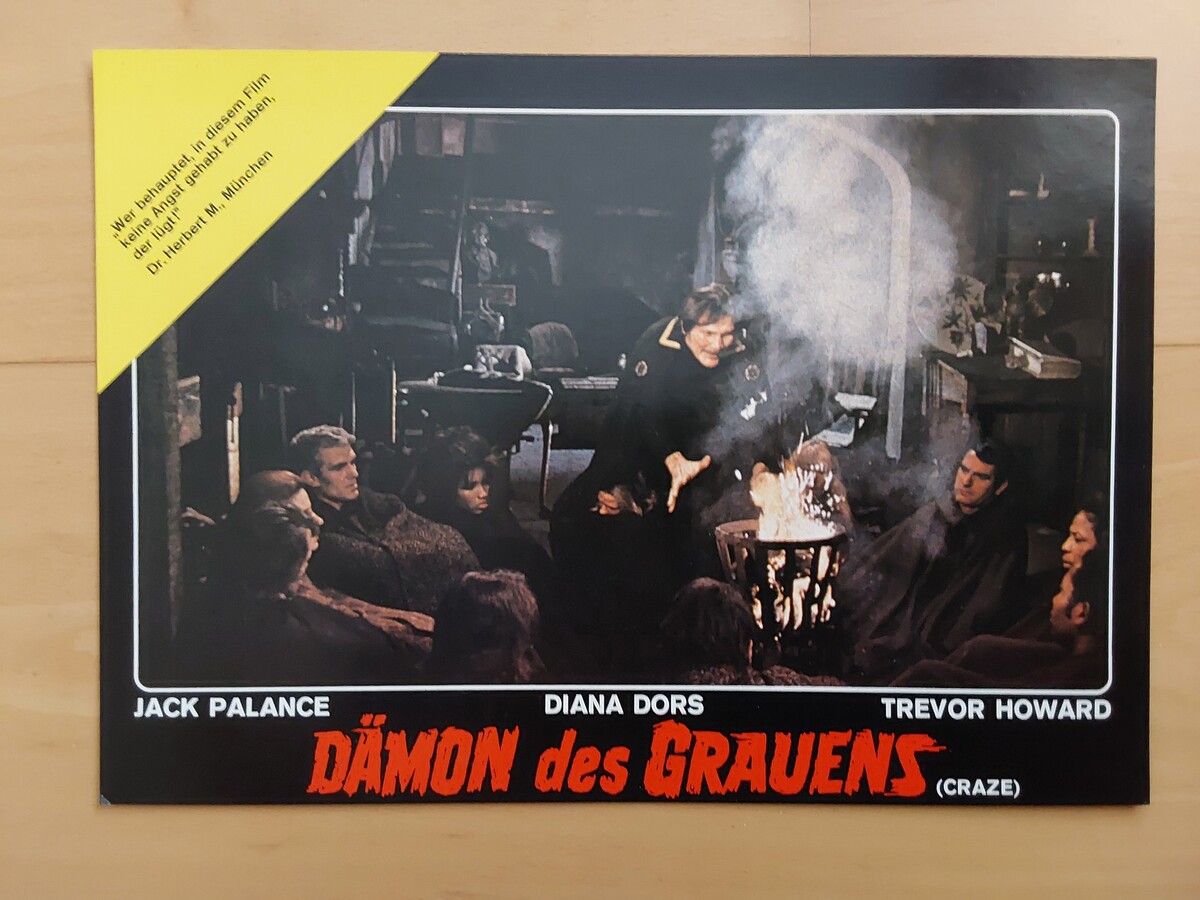 „Wer behauptet, in diesem Film
keine Angst gehabt zu haben,
der lügt!"
Dr. Herbert M., München
JACK PALANCE
DIANA DORS
TREVOR HOWARD
DÄMON des GRAUENS (CRAZE)